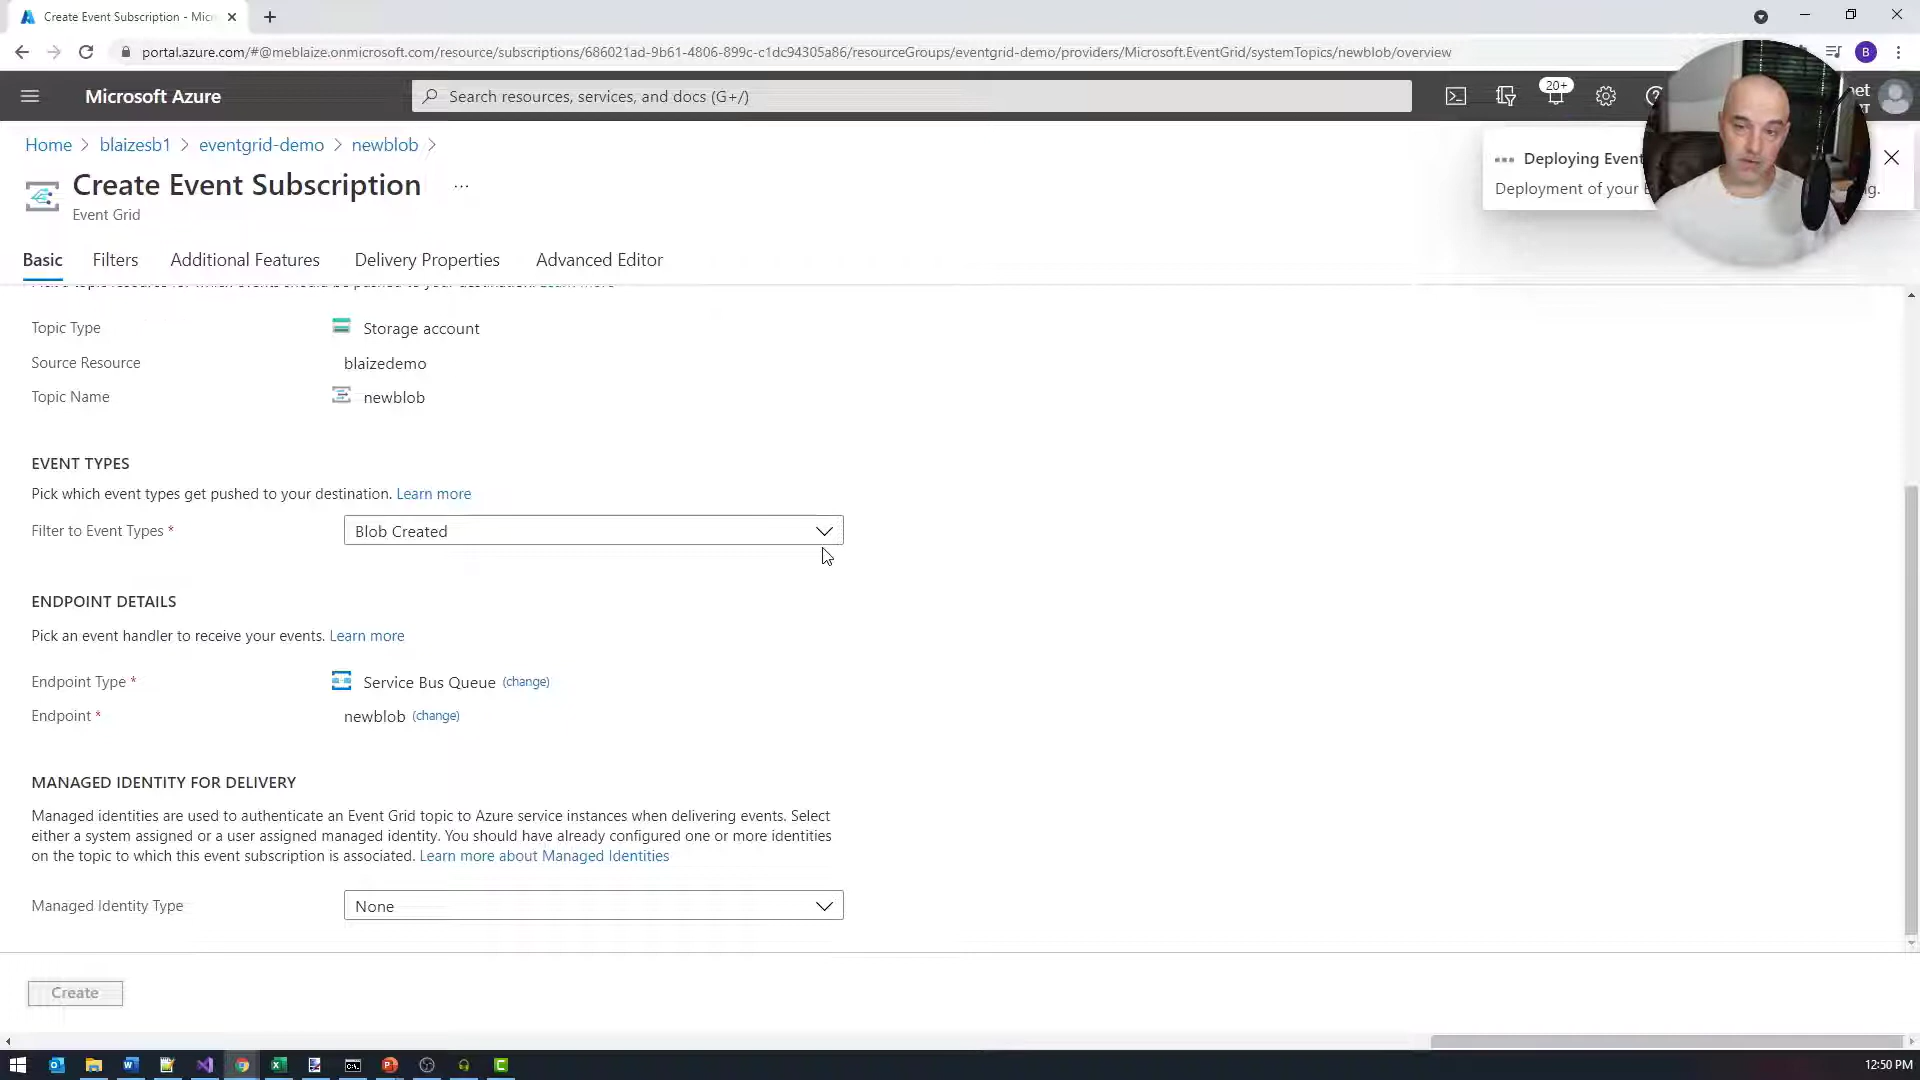 Create Event Subscription - Micr
portal.azure.com/#@meblaize.onmicrosoft.com/resource/subscriptions/686021ad-9b61-4806-899c-c1dc94305a86/resourceGroups/eventgrid-demo/providers/Microsoft.EventGrid/systemTopics/newblob/overview
B
Microsoft Azure
Search resources, services, and docs (G+/)
20+
Home > blaizesb1 > eventgrid-demo > newblob >
Create Event Subscription ...
Event Grid
Deploying Event
Deployment of your
Basic Filters Additional Features Delivery Properties Advanced Editor
Topic Type Storage account
Source Resource blaizedemo
Topic Name newblob
EVENT TYPES
Pick which event types get pushed to your destination. Learn more
Filter to Event Types * Blob Created
ENDPOINT DETAILS
Pick an event handler to receive your events. Learn more
Endpoint Type * Service Bus Queue (change)
Endpoint * newblob (change)
MANAGED IDENTITY FOR DELIVERY
Managed identities are used to authenticate an Event Grid topic to Azure service instances when delivering events. Select
either a system assigned or a user assigned managed identity. You should have already configured one or more identities
on the topic to which this event subscription is associated. Learn more about Managed Identities
Managed Identity Type None
Create
12:50 PM